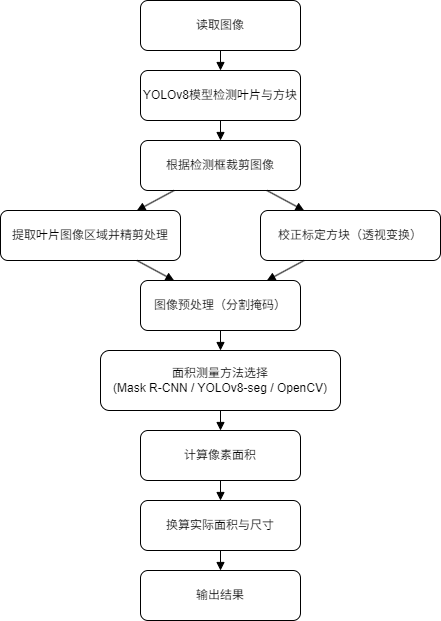 读取图像
YOLOv8模型检测叶片与方块
根据检测框裁剪图像
提取叶片图像区域并精剪处理
校正标定方块（透视变换）
图像预处理（分割掩码）
面积测量方法选择
(Mask R-CNN / YOLOv8-seg / OpenCV)
计算像素面积
换算实际面积与尺寸
输出结果